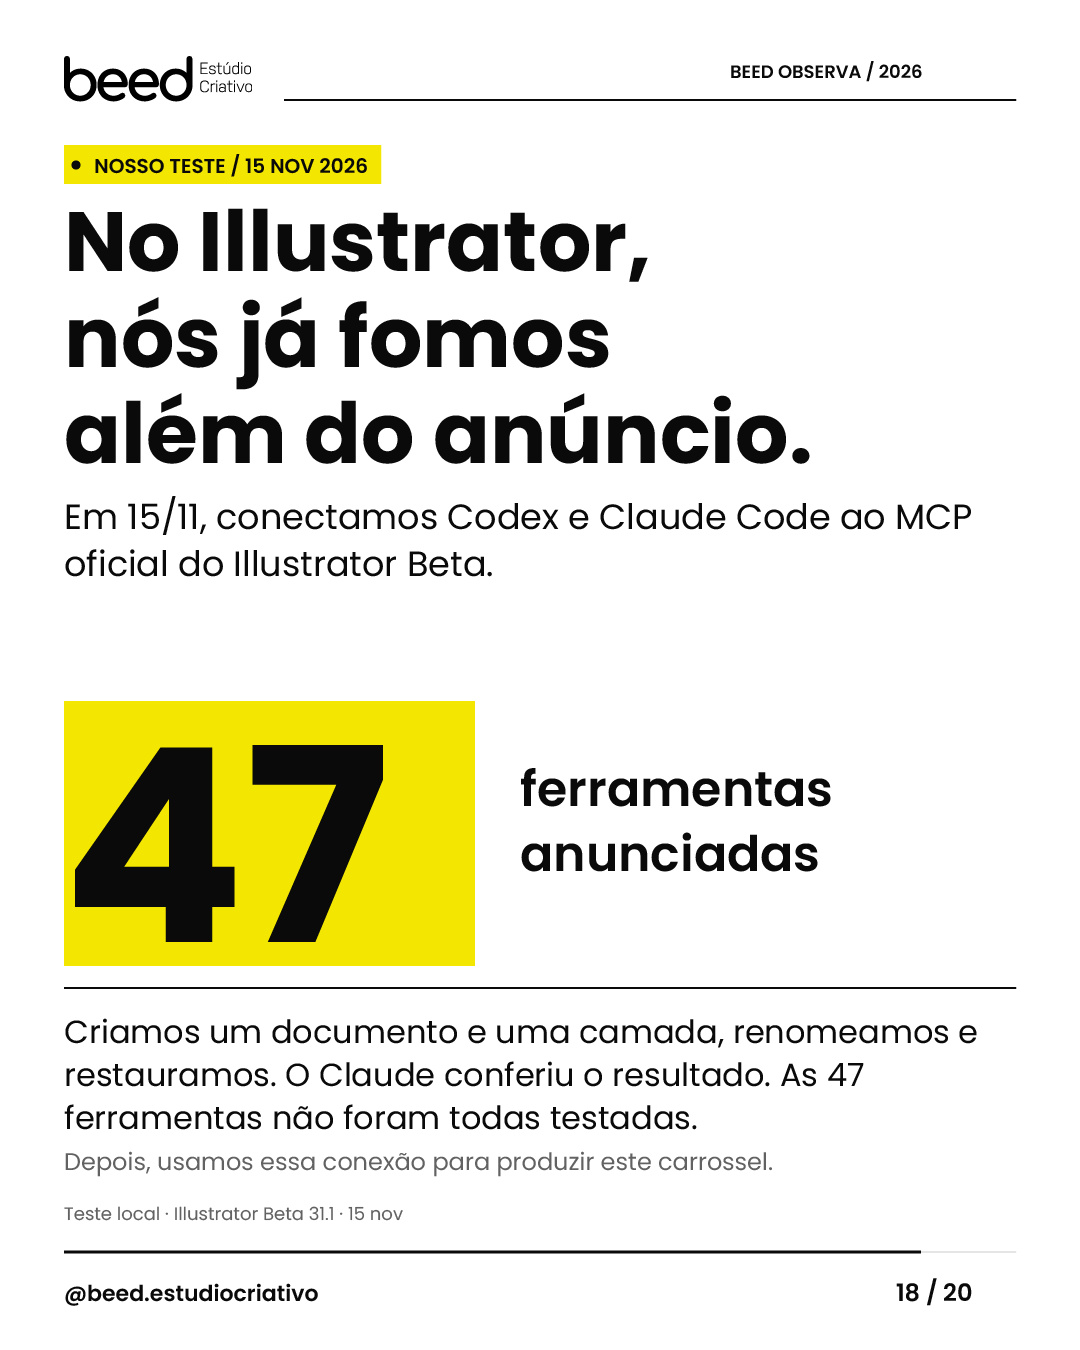 beed Estúdio
Criativo
BEED OBSERVA / 2026
• NOSSO TESTE / 15 NOV 2026
No Illustrator,
nós já fomos
além do anúncio.
Em 15/11, conectamos Codex e Claude Code ao MCP
oficial do Illustrator Beta.
47
ferramentas
anunciadas
Criamos um documento e uma camada, renomeamos e
restauramos. O Claude conferiu o resultado. As 47
ferramentas não foram todas testadas.
Depois, usamos essa conexão para produzir este carrossel.
Teste local · Illustrator Beta 31.1 · 15 nov
@beed.estudiocriativo
18 / 20